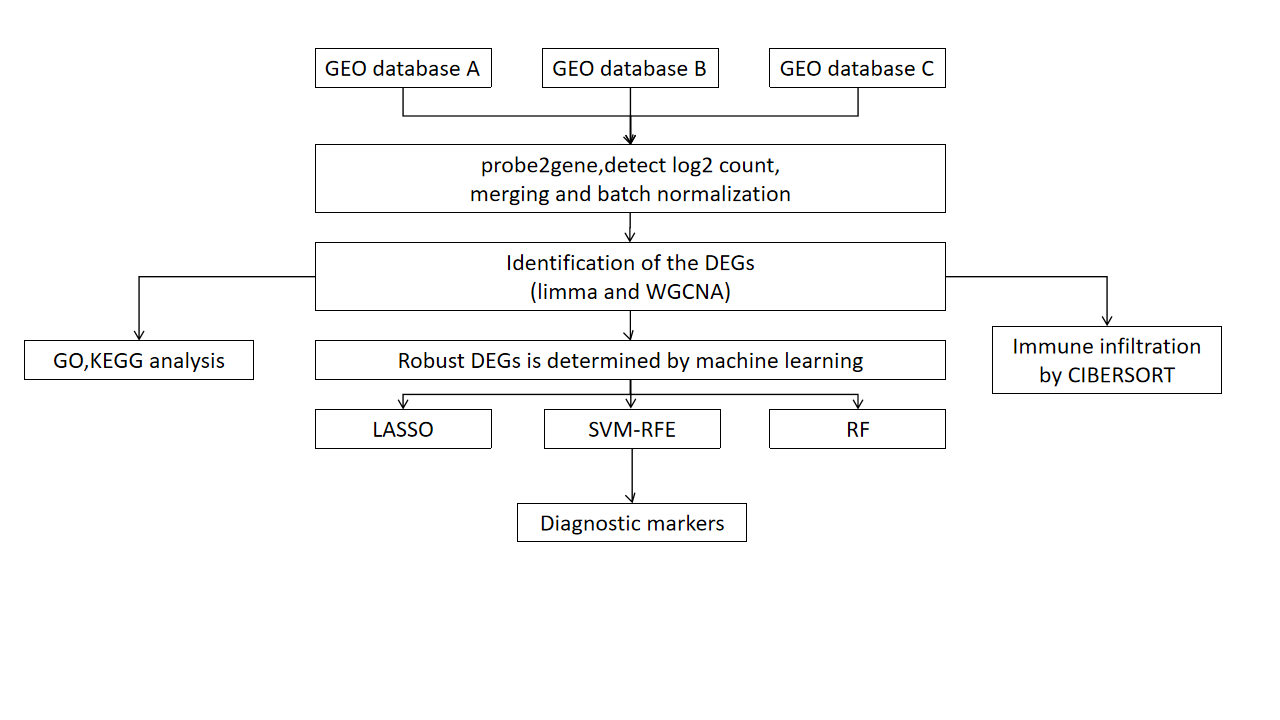 GEO database A
GEO database B
GEO database C
probe2gene,detect log2 count,
merging and batch normalization
Identification of the DEGs
(limma and WGCNA)
GO,KEGG analysis
Robust DEGs is determined by machine learning
Immune infiltration
by CIBERSORT
LASSO
SVM-RFE
RF
Diagnostic markers